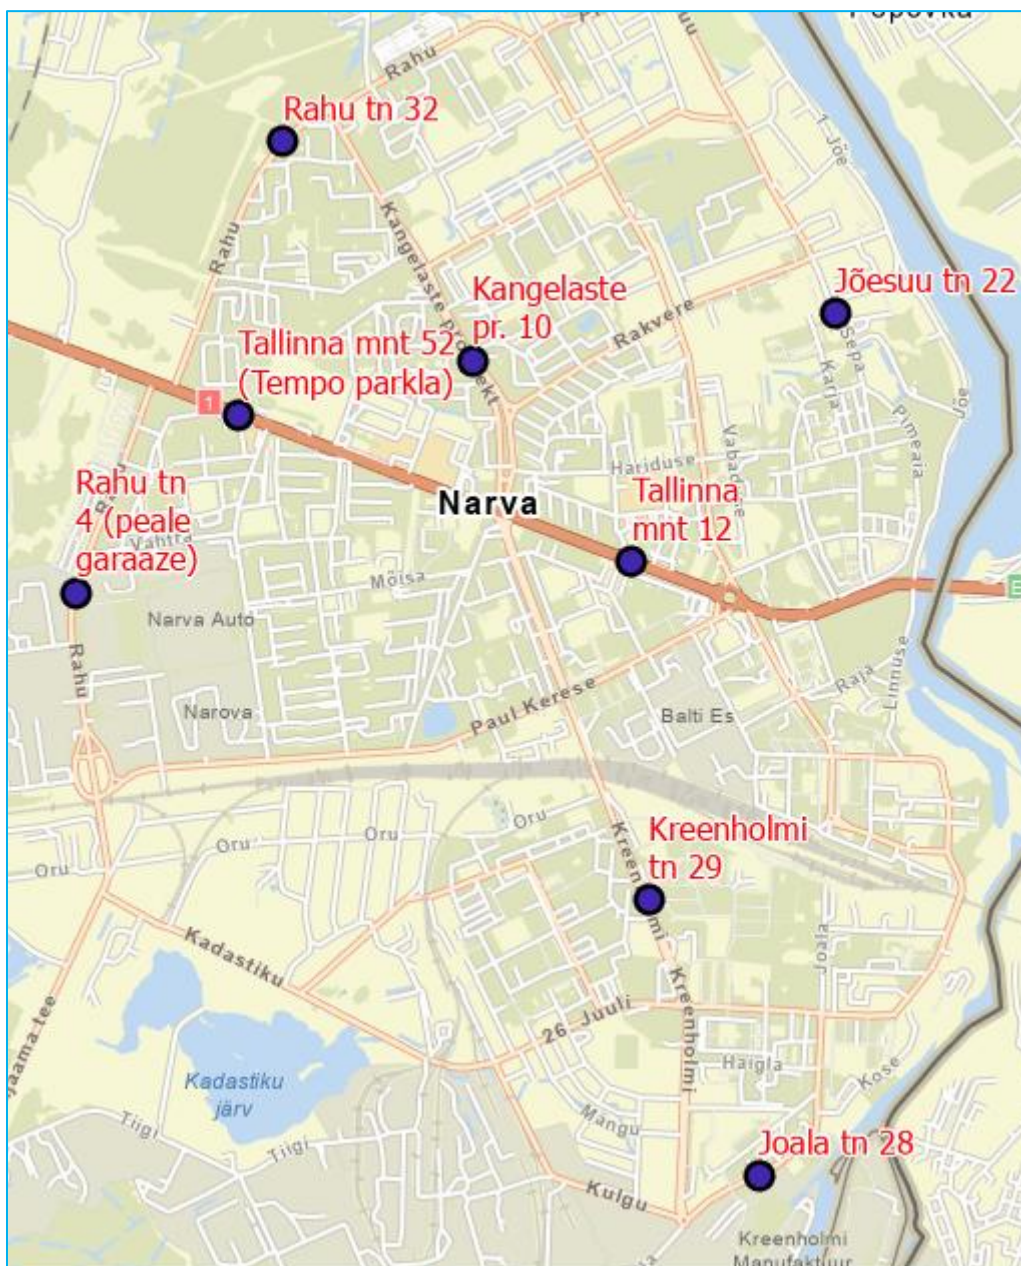 Rahu
Rahu tn 32
1 Jõe
Kangelaste prospekt
Rahu
Kangelaste
pr. 10
Jõesuu tn 22
Rakvere
Sepa
Karja
Tallinna mnt 52
(Tempo parkla)
1
Jõe
Pimeaia
Vabaduse
Hariduse
Rahu tn
4 (peale
garaaze)
Narva
Tallinna
mnt 12
Vahtra
Mõisa
E
Narva Auto
Rahu
Linnuse
Raja
Paul Kerese
Narova
Balti Es
Oru
Oru
Oru
Oru
Kreenholmi
tn 29
Kreenholmi
Joala
Kadastiku
Kreenholmi
26 Juuli
jaama tee
Haigla
Kose
Kadastiku
järv
Tiigi
Tiigi
Mangu
Joala tn 28
Kulgu
Kreenholmi
Manufaktuur